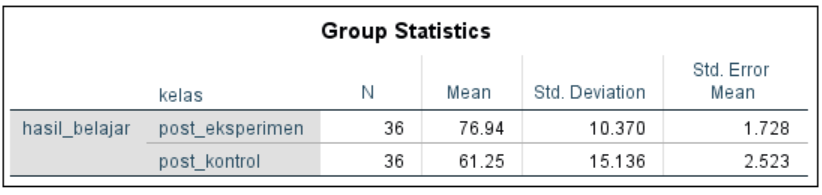 Group Statistics
kelas N Mean Std. Deviation Std. Error Mean
hasil_belajar post_eksperimen 36 76.94 10.370 1.728
post_kontrol 36 61.25 15.136 2.523